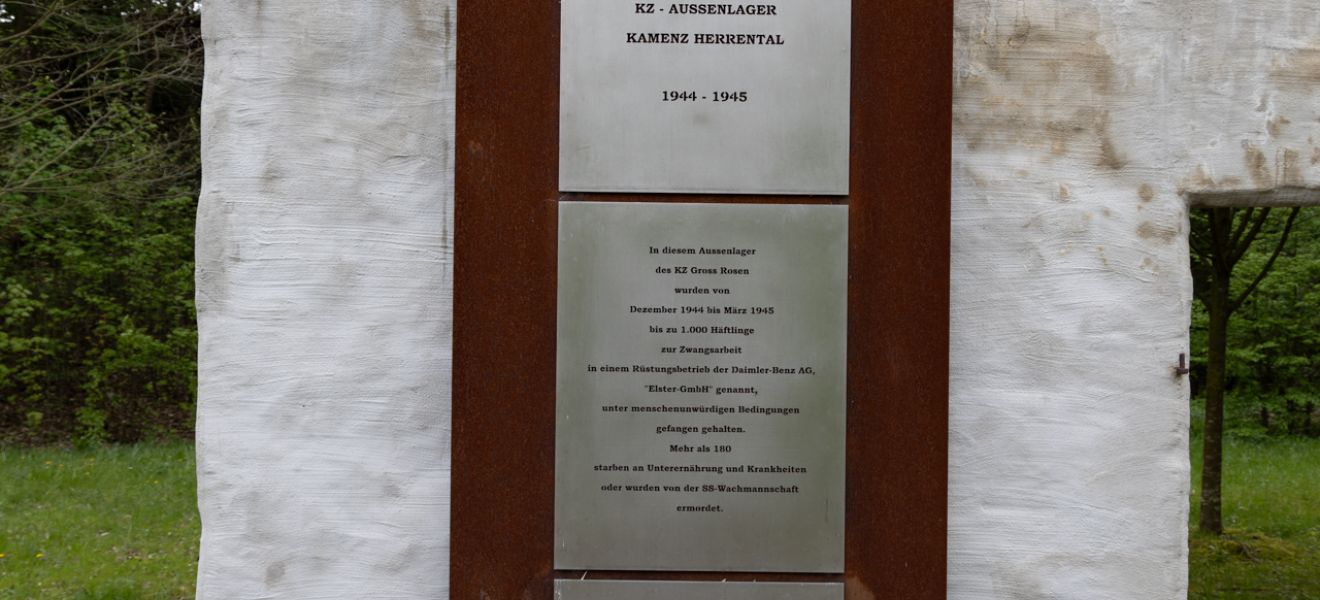 KZ - AUSSENLAGER
KAMENZ HERRENTAL
1944 - 1945
In diesem Aussenlager
des KZ Gross Rosen
wurden von
Dezember 1944 bis März 1945
bis zu 1.000 Häftlinge
zur Zwangsarbeit
in einem Rüstungsbetrieb der Daimler-Benz AG,
"Elster-GmbH" genannt,
unter menschenunwürdigen Bedingungen
gefangen gehalten.
Mehr als 180
starben an Unterernährung und Krankheiten
oder wurden von der SS-Wachmannschaft
ermordet.